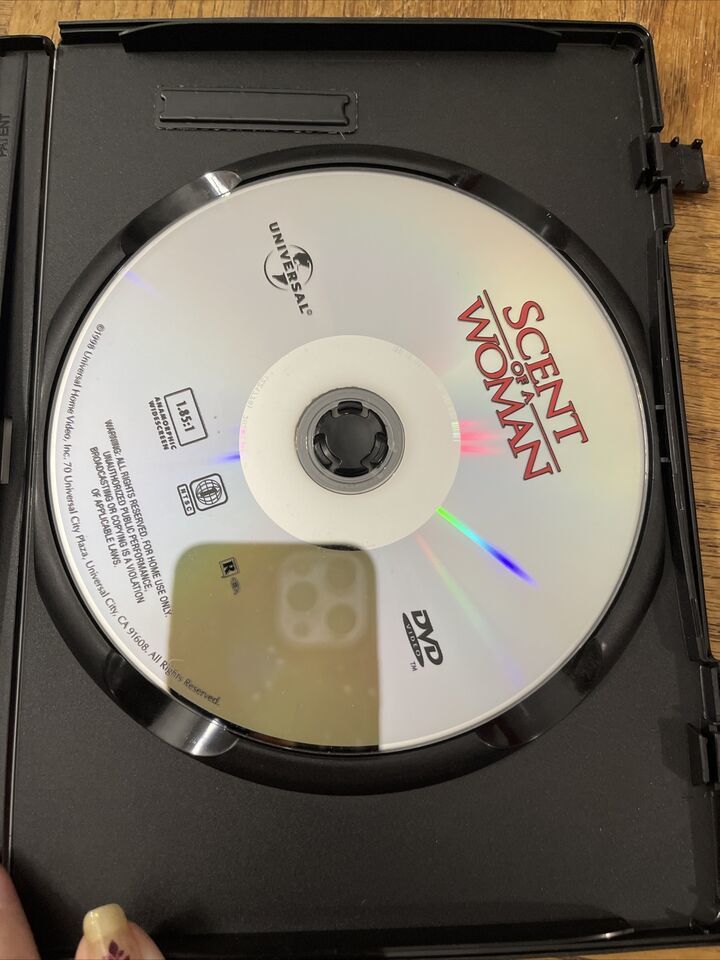 PATENT
SCENT
OF A
WOMAN
UNIVERSAL®
1.85:1
ANAMORPHIC
WIDESCREEN
NTSC
R
DVD
VIDEO
TM
WARNING: ALL RIGHTS RESERVED. FOR HOME USE ONLY.
UNAUTHORIZED PUBLIC PERFORMANCE,
BROADCASTING OR COPYING IS A VIOLATION
OF APPLICABLE LAWS.
©1998 Universal Home Video, Inc. 70 Universal City Plaza, Universal City, CA 91608. All Rights Reserved.